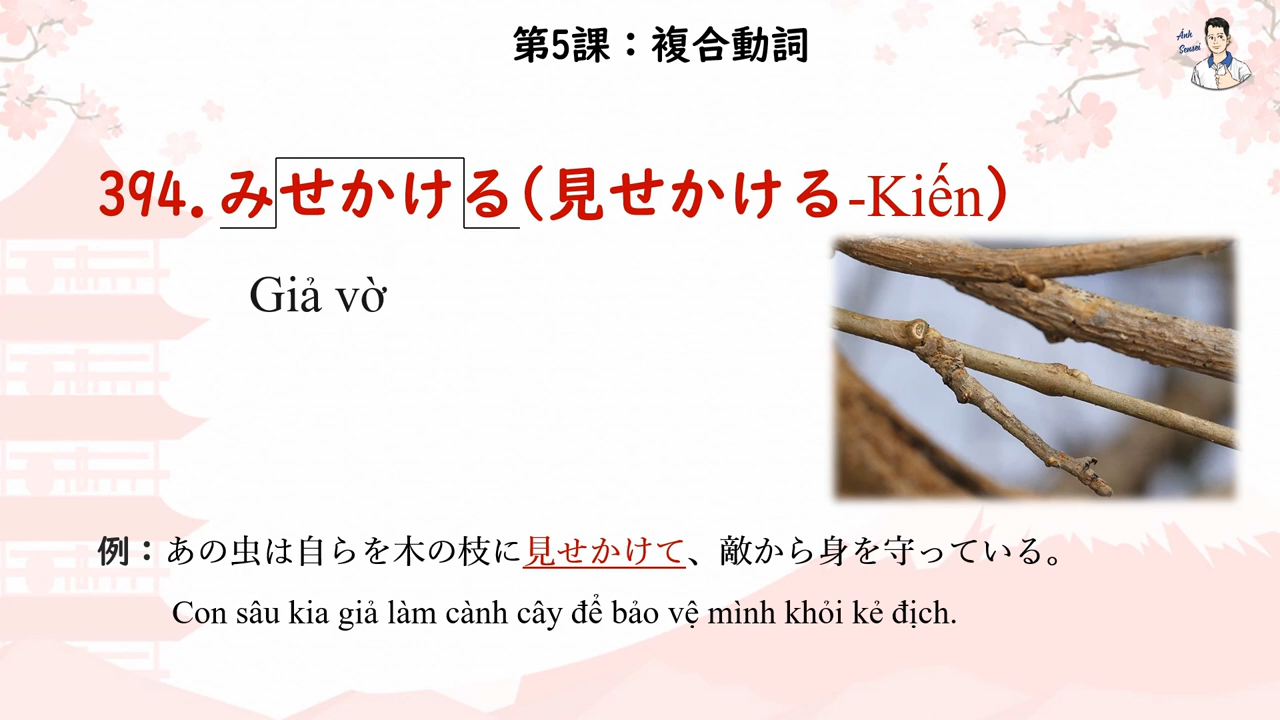 第5課：複合動詞
Ánh
Sensei
394.みせかける(見せかける-Kiến)
Giả vờ
例：あの虫は自らを木の枝に見せかけて、敵から身を守っている。
Con sâu kia giả làm cành cây để bảo vệ mình khỏi kẻ địch.